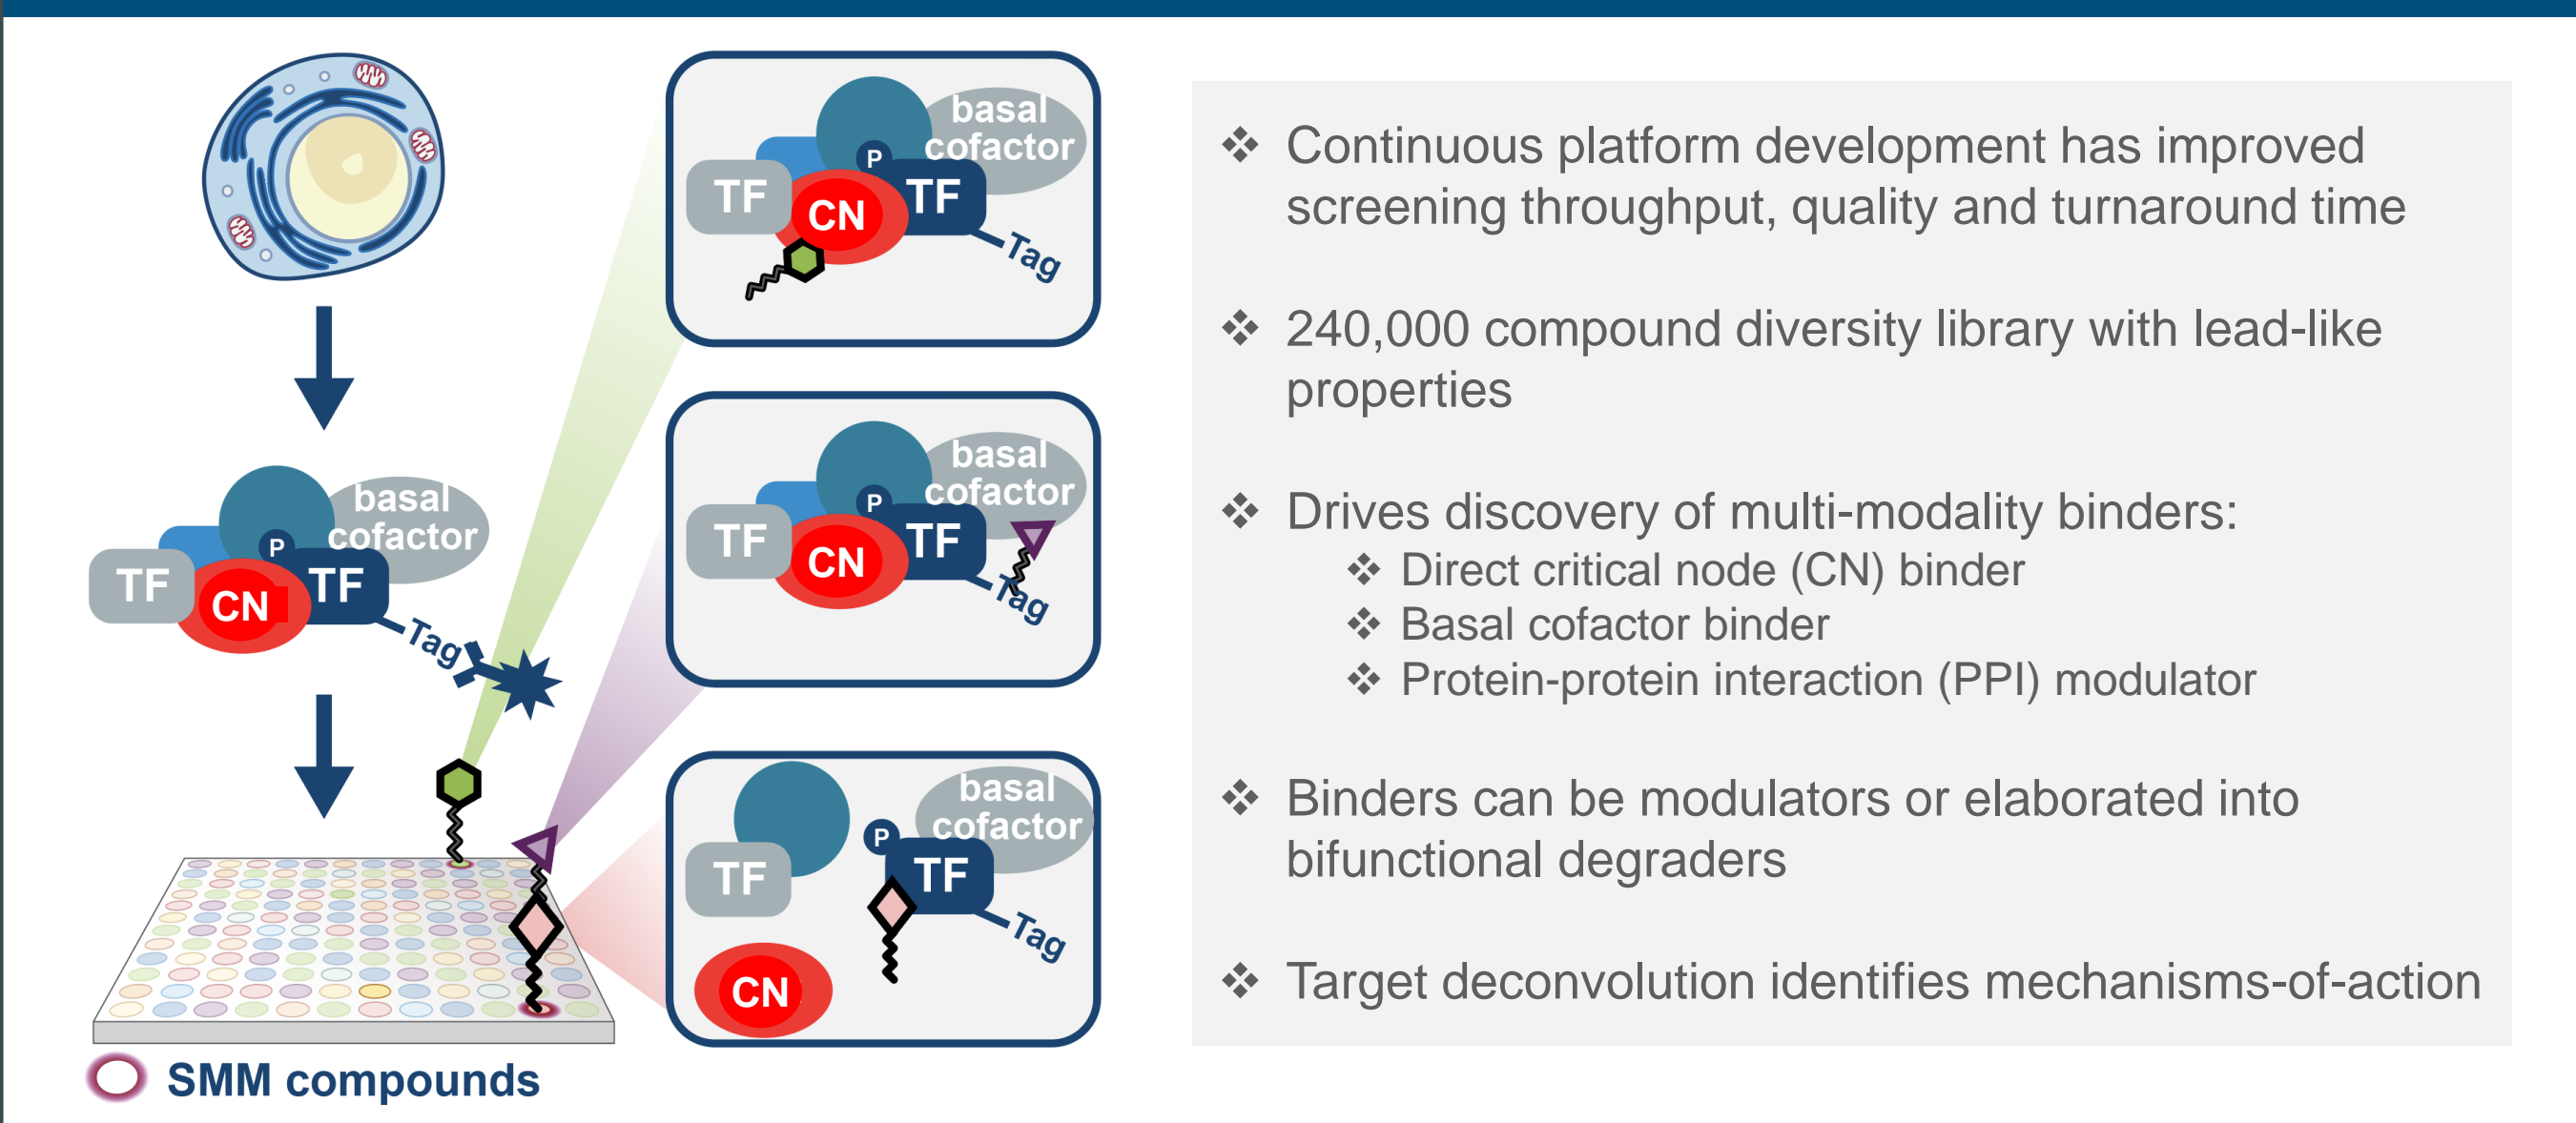 basal
cofactor
P
TF
CN
TF
Tag
SMM compounds
basal
cofactor
P
TF
CN
TF
Tag
basal
cofactor
P
TF
CN
TF
Tag
basal
cofactor
P
TF
TF
Tag
CN
❖ Continuous platform development has improved
screening throughput, quality and turnaround time
❖ 240,000 compound diversity library with lead-like
properties
❖ Drives discovery of multi-modality binders:
❖ Direct critical node (CN) binder
❖ Basal cofactor binder
❖ Protein-protein interaction (PPI) modulator
❖ Binders can be modulators or elaborated into
bifunctional degraders
❖ Target deconvolution identifies mechanisms-of-action